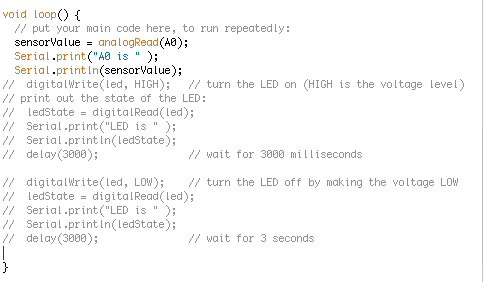 void loop() {
  // put your main code here, to run repeatedly:
  sensorValue = analogRead(A0);
  Serial.print("A0 is " );
  Serial.println(sensorValue);
//  digitalWrite(led, HIGH);   // turn the LED on (HIGH is the voltage level)
// print out the state of the LED:
//  ledState = digitalRead(led);
//  Serial.print("LED is " );
//  Serial.println(ledState);
//  delay(3000);               // wait for 3000 milliseconds

//  digitalWrite(led, LOW);    // turn the LED off by making the voltage LOW
//  ledState = digitalRead(led);
//  Serial.print("LED is " );
//  Serial.println(ledState);
//  delay(3000);               // wait for 3 seconds

}